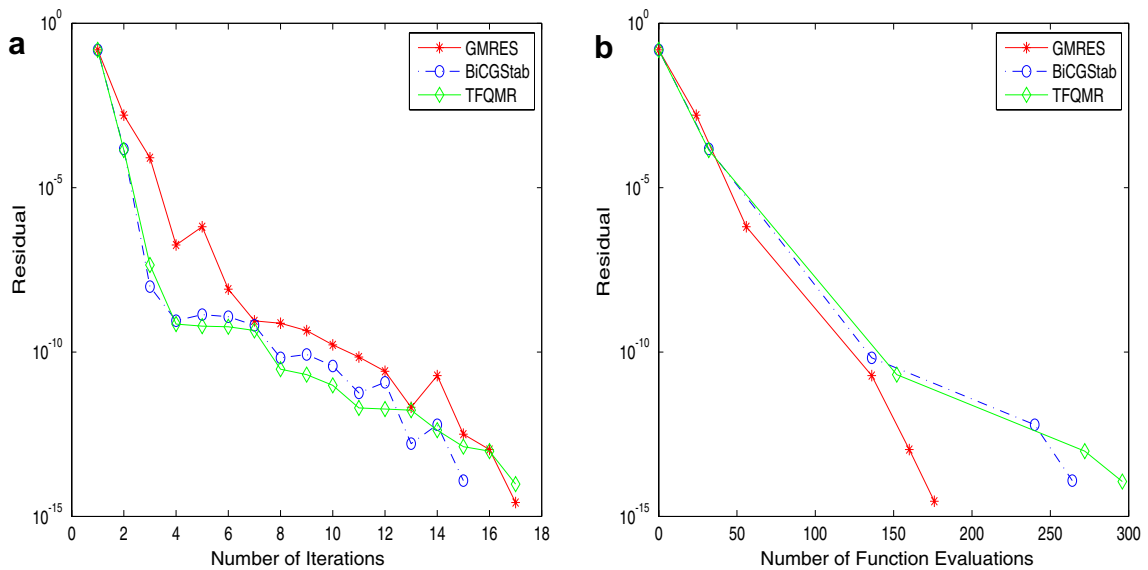 a
10^0
10^-5
10^-10
10^-15
Residual
0 2 4 6 8 10 12 14 16 18
Number of Iterations
GMRES
BiCGStab
TFQMR
b
10^0
10^-5
10^-10
10^-15
Residual
0 50 100 150 200 250 300
Number of Function Evaluations
GMRES
BiCGStab
TFQMR